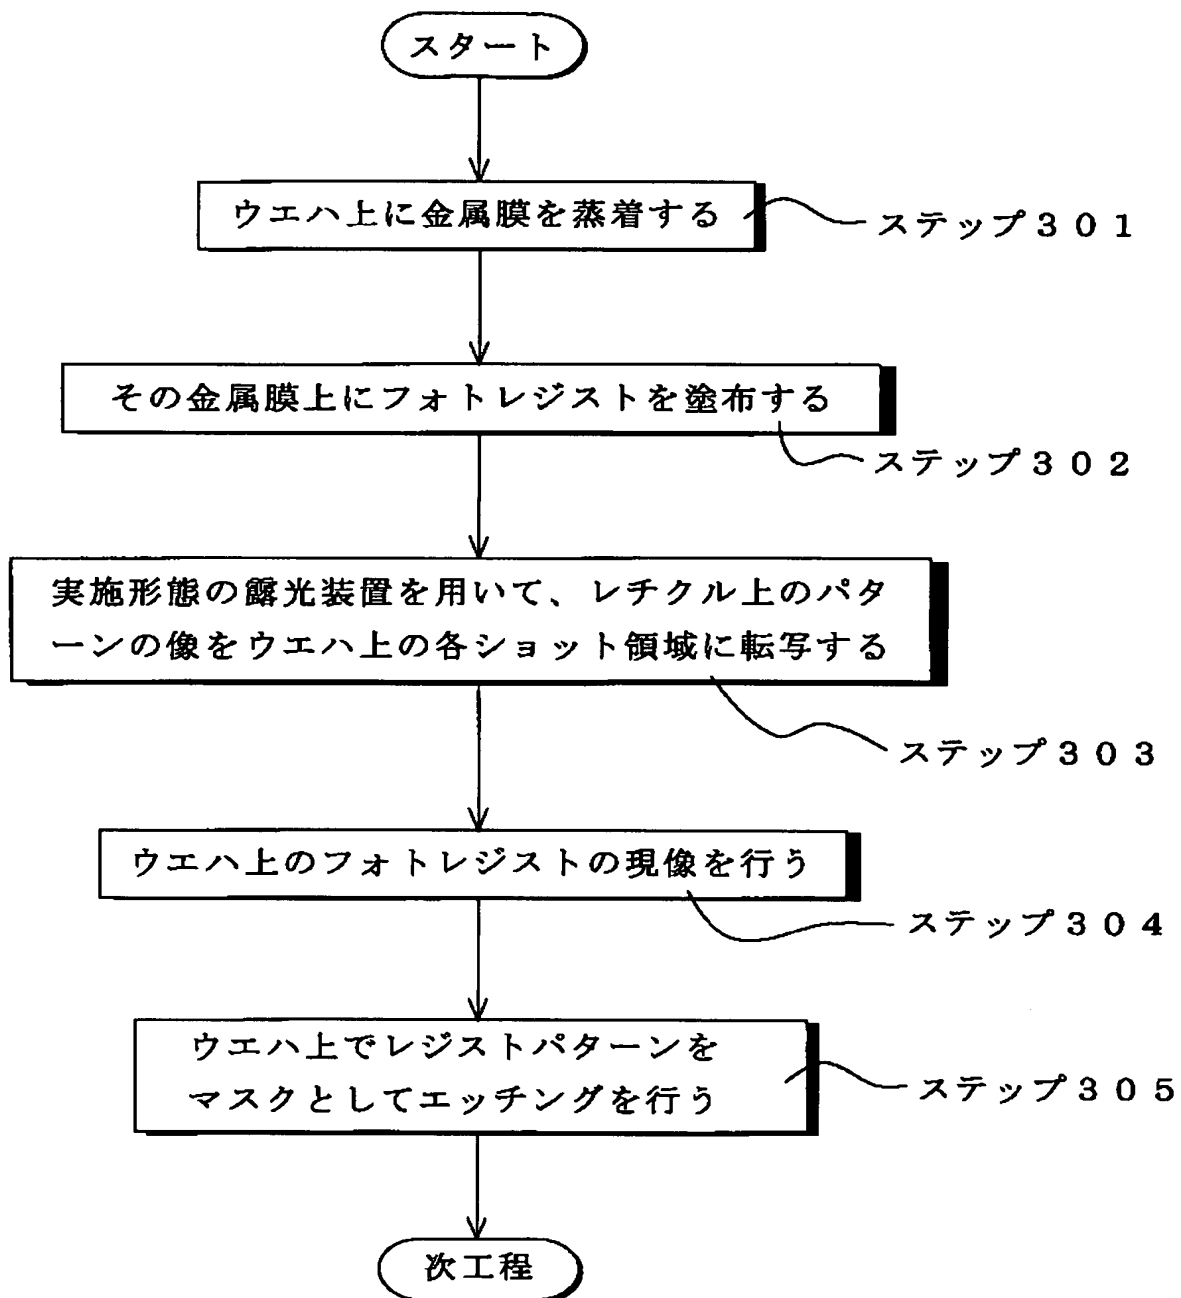 スタート
ウエハ上に金属膜を蒸着する
ステップ３０１
その金属膜上にフォトレジストを塗布する
ステップ３０２
実施形態の露光装置を用いて、レチクル上のパタ
ーンの像をウエハ上の各ショット領域に転写する
ステップ３０３
ウエハ上のフォトレジストの現像を行う
ステップ３０４
ウエハ上でレジストパターンを
マスクとしてエッチングを行う
ステップ３０５
次工程